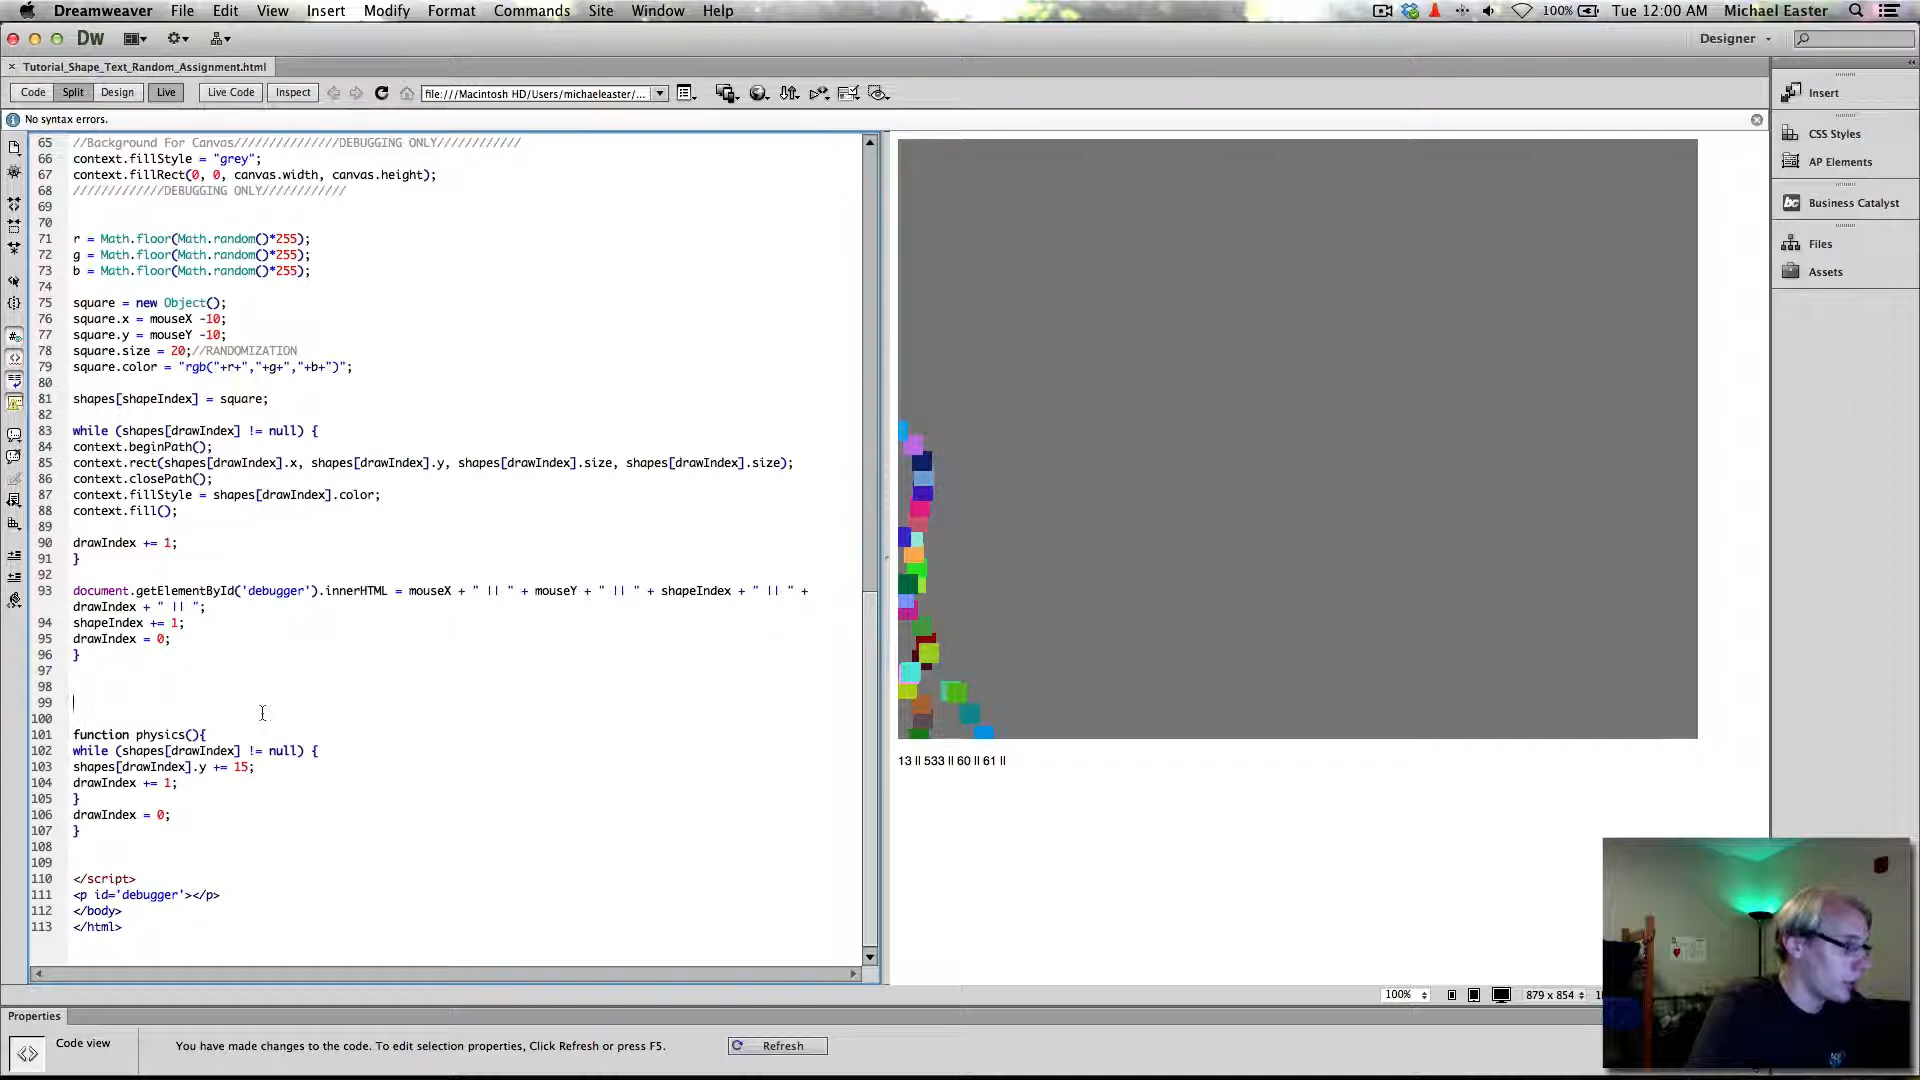 Dreamweaver File Edit View Insert Modify Format Commands Site Window Help
100% Tue 12:00 AM Michael Easter
Dw
Designer
Tutorial_Shape_Text_Random_Assignment.html
Code Split Design Live Live Code Inspect file:///Macintosh HD/Users/michaeleaster/...
No syntax errors.
65 //Background For Canvas///////////////DEBUGGING ONLY////////////
66 context.fillStyle = "grey";
67 context.fillRect(0, 0, canvas.width, canvas.height);
68 /////////////DEBUGGING ONLY////////////
69
70
71 r = Math.floor(Math.random()*255);
72 g = Math.floor(Math.random()*255);
73 b = Math.floor(Math.random()*255);
74
75 square = new Object();
76 square.x = mouseX -10;
77 square.y = mouseY -10;
78 square.size = 20;//RANDOMIZATION
79 square.color = "rgb("+r+","+g+","+b+")";
80
81 shapes[shapeIndex] = square;
82
83 while (shapes[drawIndex] != null) {
84 context.beginPath();
85 context.rect(shapes[drawIndex].x, shapes[drawIndex].y, shapes[drawIndex].size, shapes[drawIndex].size);
86 context.closePath();
87 context.fillStyle = shapes[drawIndex].color;
88 context.fill();
89
90 drawIndex += 1;
91 }
92
93 document.getElementById('debugger').innerHTML = mouseX + " || " + mouseY + " || " + shapeIndex + " || " +
drawIndex + " || ";
94 shapeIndex += 1;
95 drawIndex = 0;
96 }
97
98
99
100
101 function physics(){
102 while (shapes[drawIndex] != null) {
103 shapes[drawIndex].y += 15;
104 drawIndex += 1;
105 }
106 drawIndex = 0;
107 }
108
109
110 </script>
111 <p id='debugger'></p>
112 </body>
113 </html>
13 || 533 || 60 || 61 ||
Insert
CSS Styles
AP Elements
Business Catalyst
Files
Assets
100% 879 x 854
Properties
Code view
You have made changes to the code. To edit selection properties, Click Refresh or press F5.
Refresh